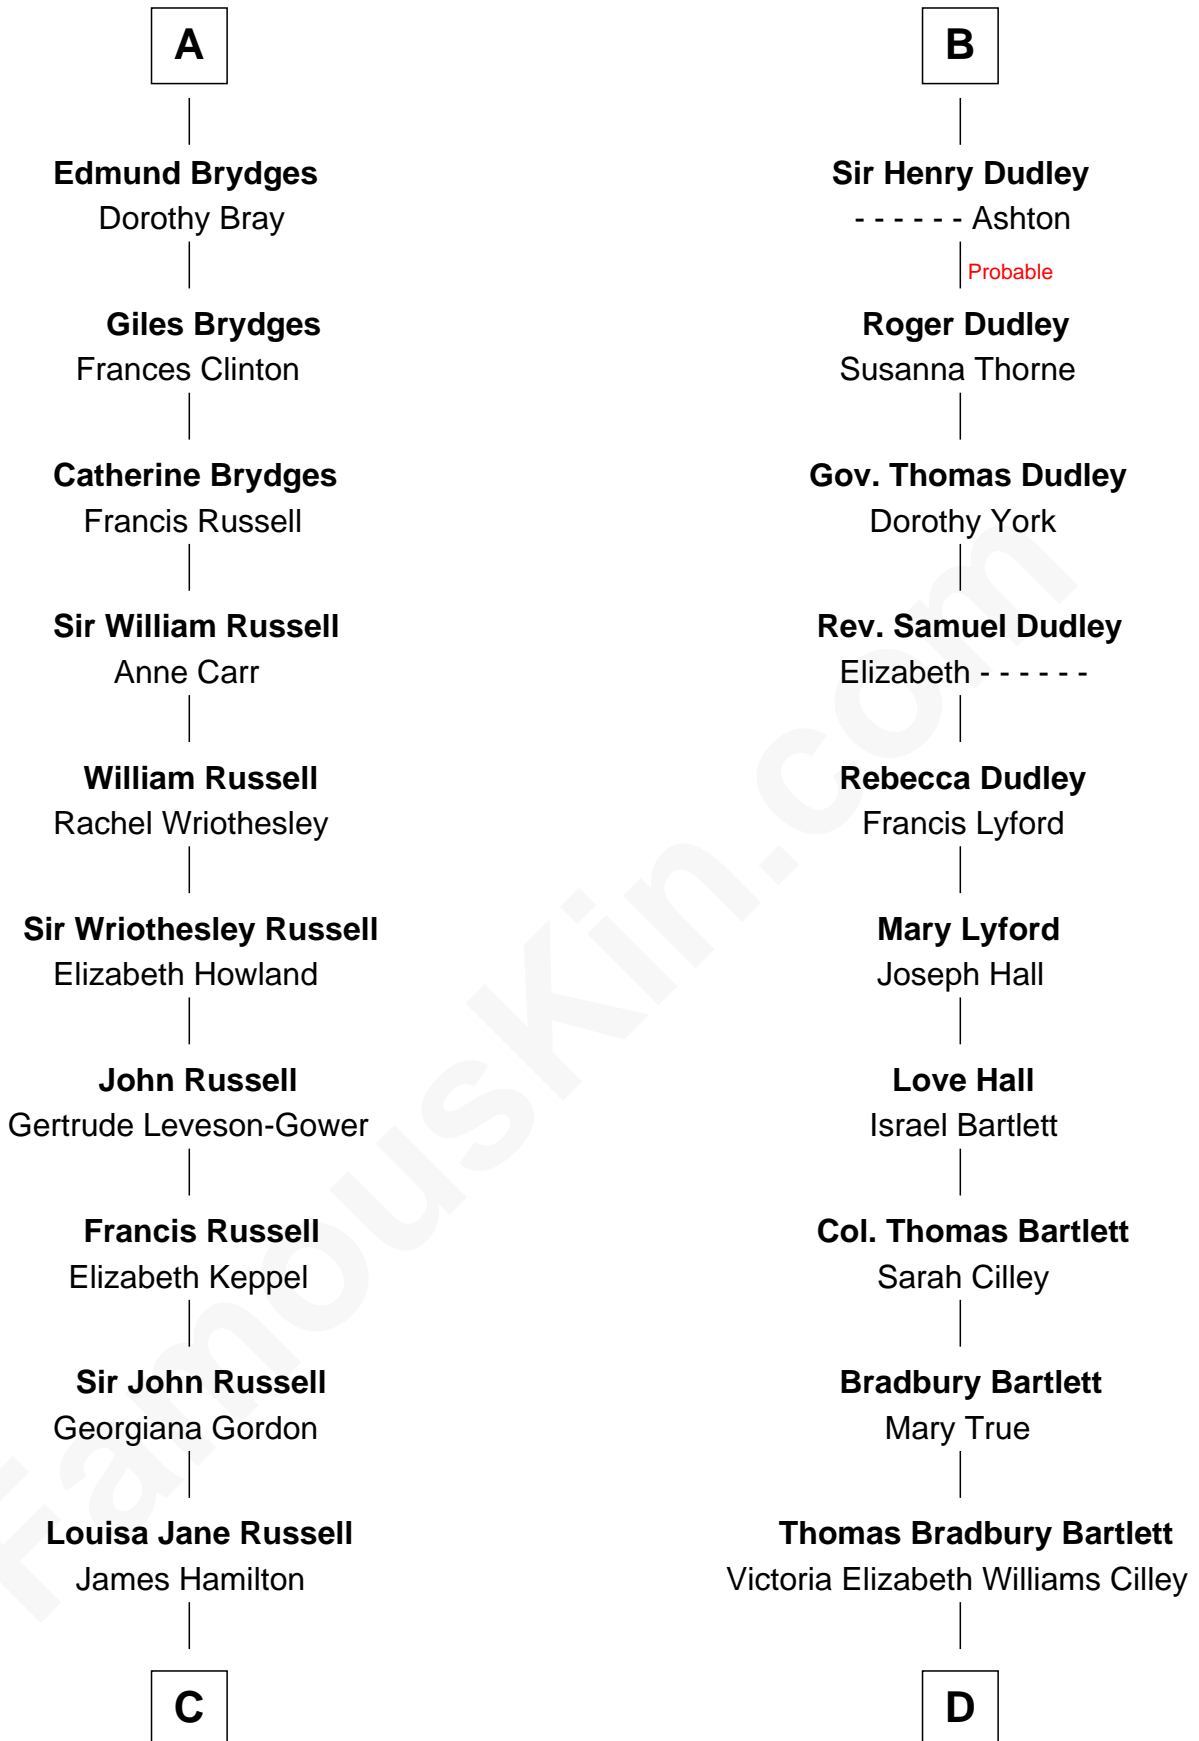 A
Edmund Brydges
Dorothy Bray
Giles Brydges
Frances Clinton
Catherine Brydges
Francis Russell
Sir William Russell
Anne Carr
William Russell
Rachel Wriothesley
Sir Wriothesley Russell
Elizabeth Howland
John Russell
Gertrude Leveson-Gower
Francis Russell
Elizabeth Keppel
Sir John Russell
Georgiana Gordon
Louisa Jane Russell
James Hamilton
C
B
Sir Henry Dudley
- - - - - - Ashton
Probable
Roger Dudley
Susanna Thorne
Gov. Thomas Dudley
Dorothy York
Rev. Samuel Dudley
Elizabeth - - - - - -
Rebecca Dudley
Francis Lyford
Mary Lyford
Joseph Hall
Love Hall
Israel Bartlett
Col. Thomas Bartlett
Sarah Cilley
Bradbury Bartlett
Mary True
Thomas Bradbury Bartlett
Victoria Elizabeth Williams Cilley
D
FamousKin.com